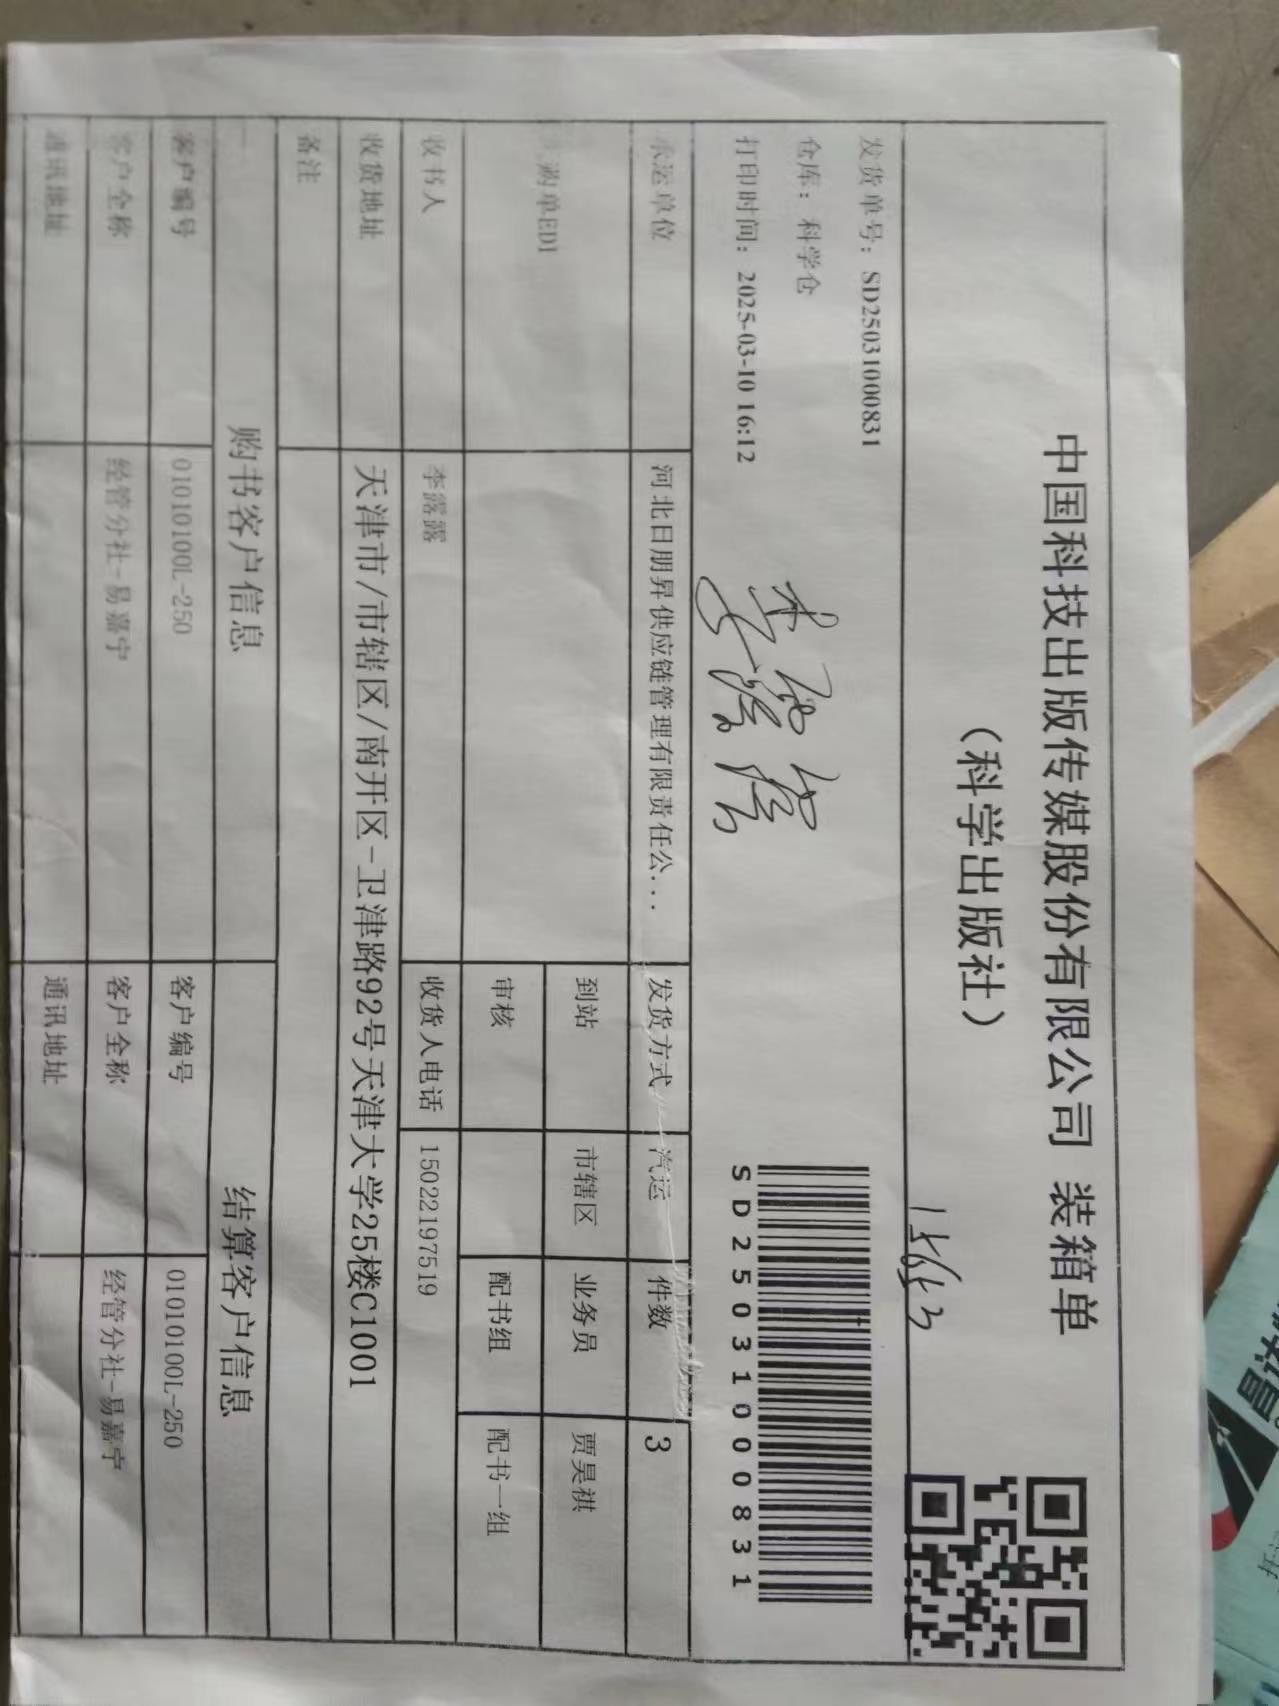 中国科技出版传媒股份有限公司 装箱单
（科学出版社）
发货单号：SD25031000831
仓库：科学仓
打印时间：2025-03-10 16:12
SD25031000831
李露露
承运单位 河北日朋昇供应链管理有限责任公... 发货方式 汽运 件数 3
购单EDI 到站 市辖区 业务员 贾昊祺
审核 配书组 配书一组
收书人 李露露 收货人电话 15022197519
收货地址 天津市/市辖区/南开区-卫津路92号天津大学25楼C1001
备注
购书客户信息 结算客户信息
客户编号 01010100L-250 客户编号 01010100L-250
客户全称 经管分社-易嘉宁 客户全称 经管分社-易嘉宁
通讯地址 通讯地址